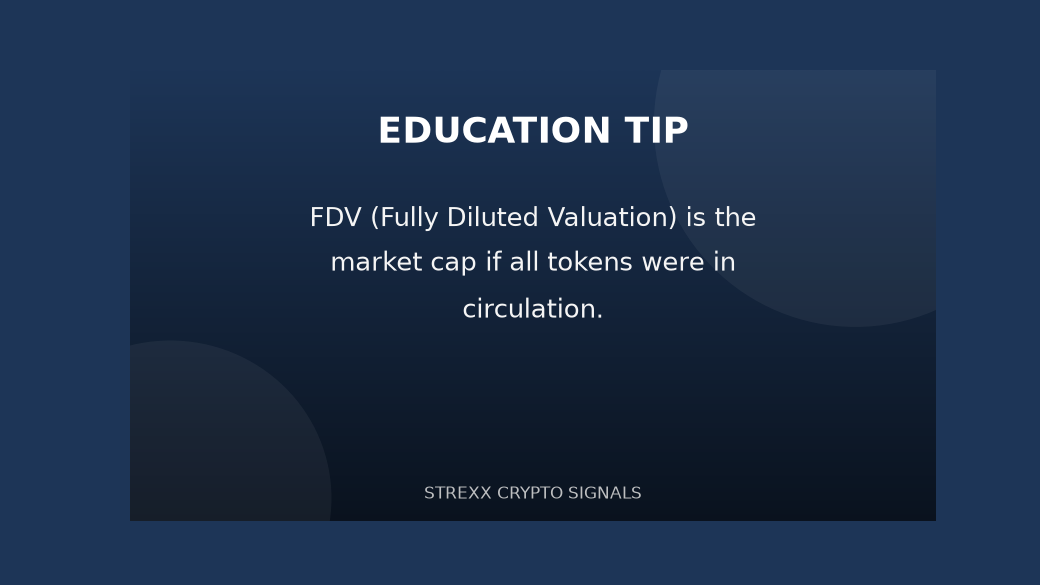 EDUCATION TIP
FDV (Fully Diluted Valuation) is the
market cap if all tokens were in
circulation.
STREXX CRYPTO SIGNALS